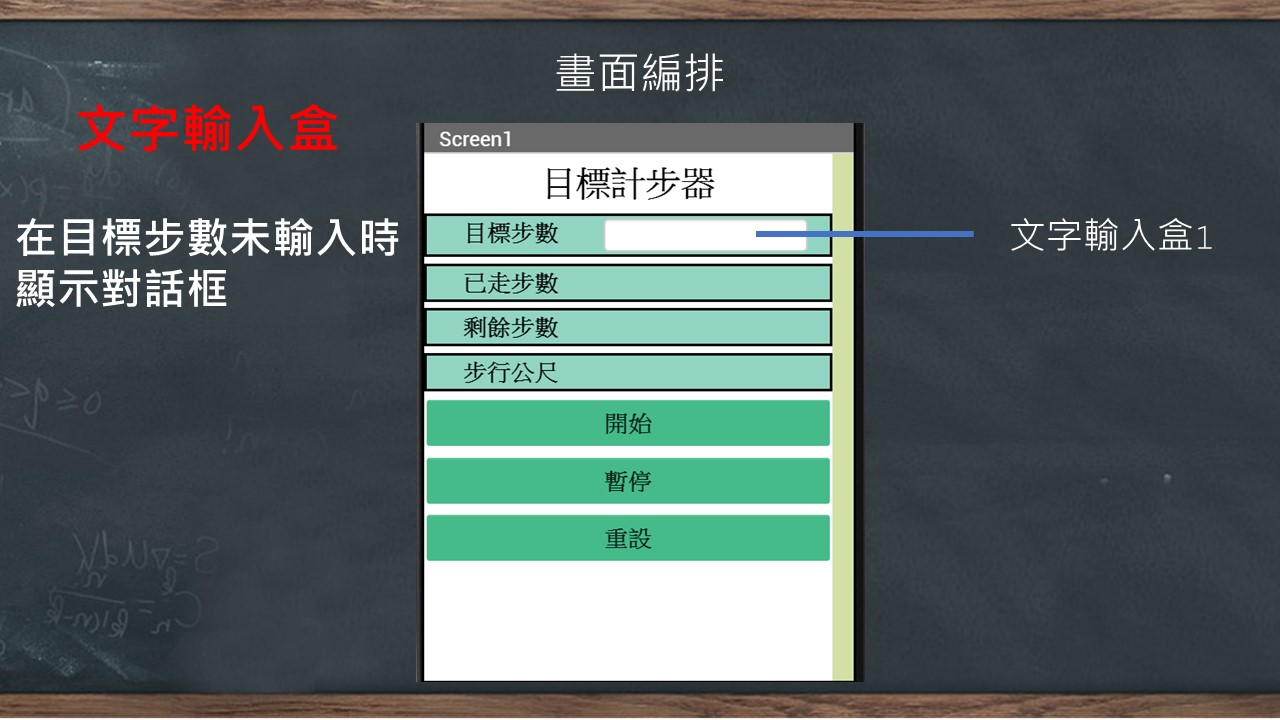 畫面編排
文字輸入盒
在目標步數未輸入時
顯示對話框
Screen1
目標計步器
目標步數
文字輸入盒1
已走步數
剩餘步數
步行公尺
開始
暫停
重設